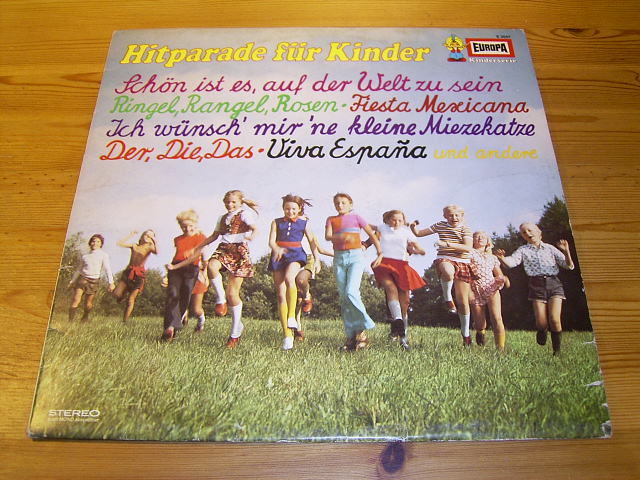 Hitparade für Kinder
EUROPA
Kinderserie
Schön ist es, auf der Welt zu sein
Ringel, Rangel, Rosen · Fiesta Mexicana
Ich wünsch' mir 'ne kleine Miezekatze
Der, Die, Das · Viva España und andere
STEREO